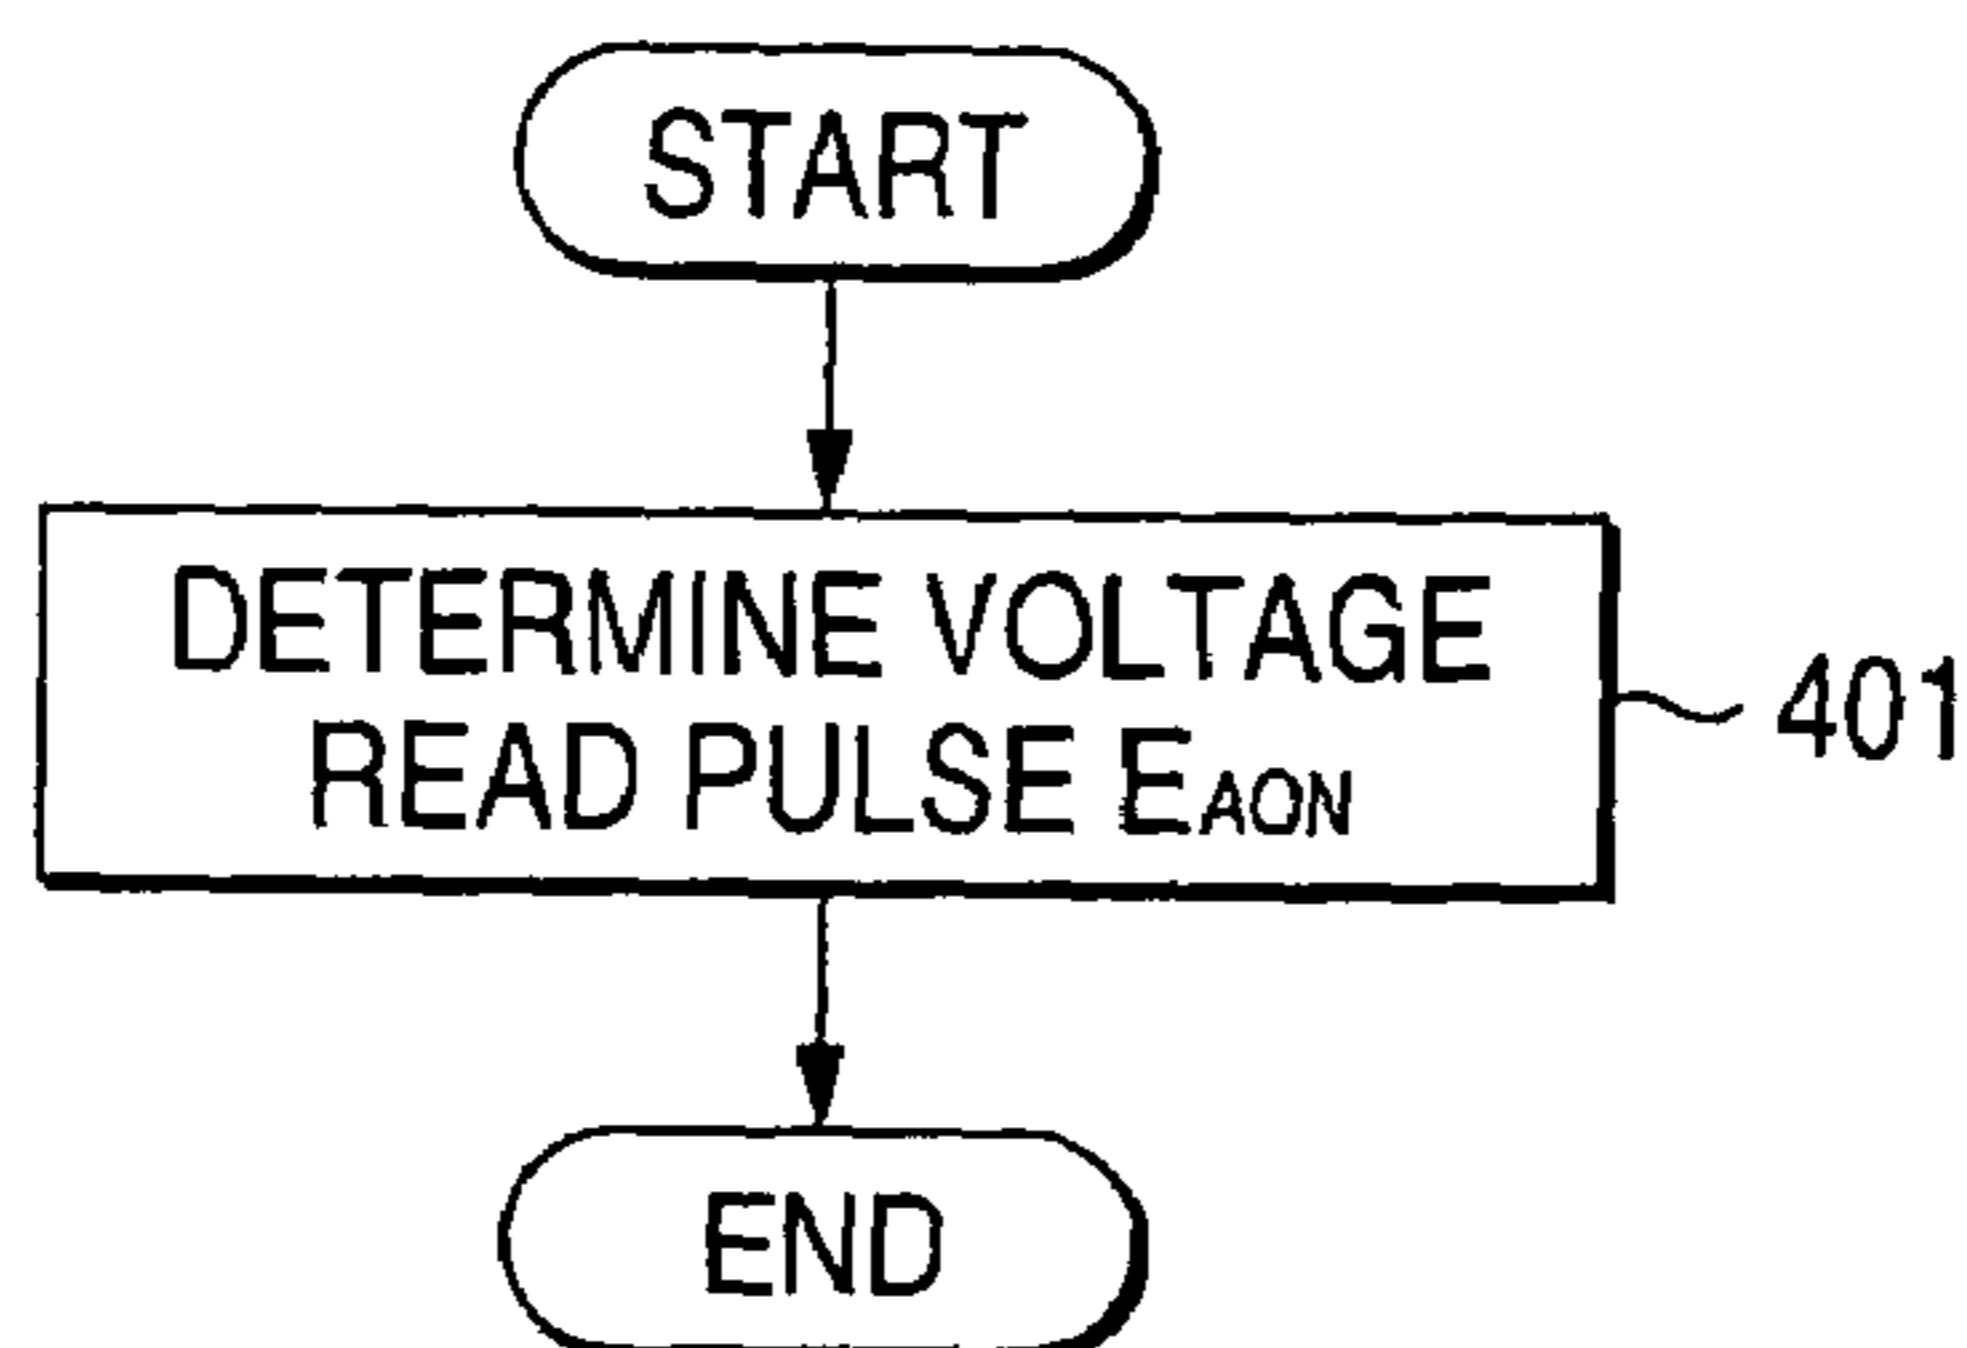 START
DETERMINE VOLTAGE
READ PULSE EAON
401
END